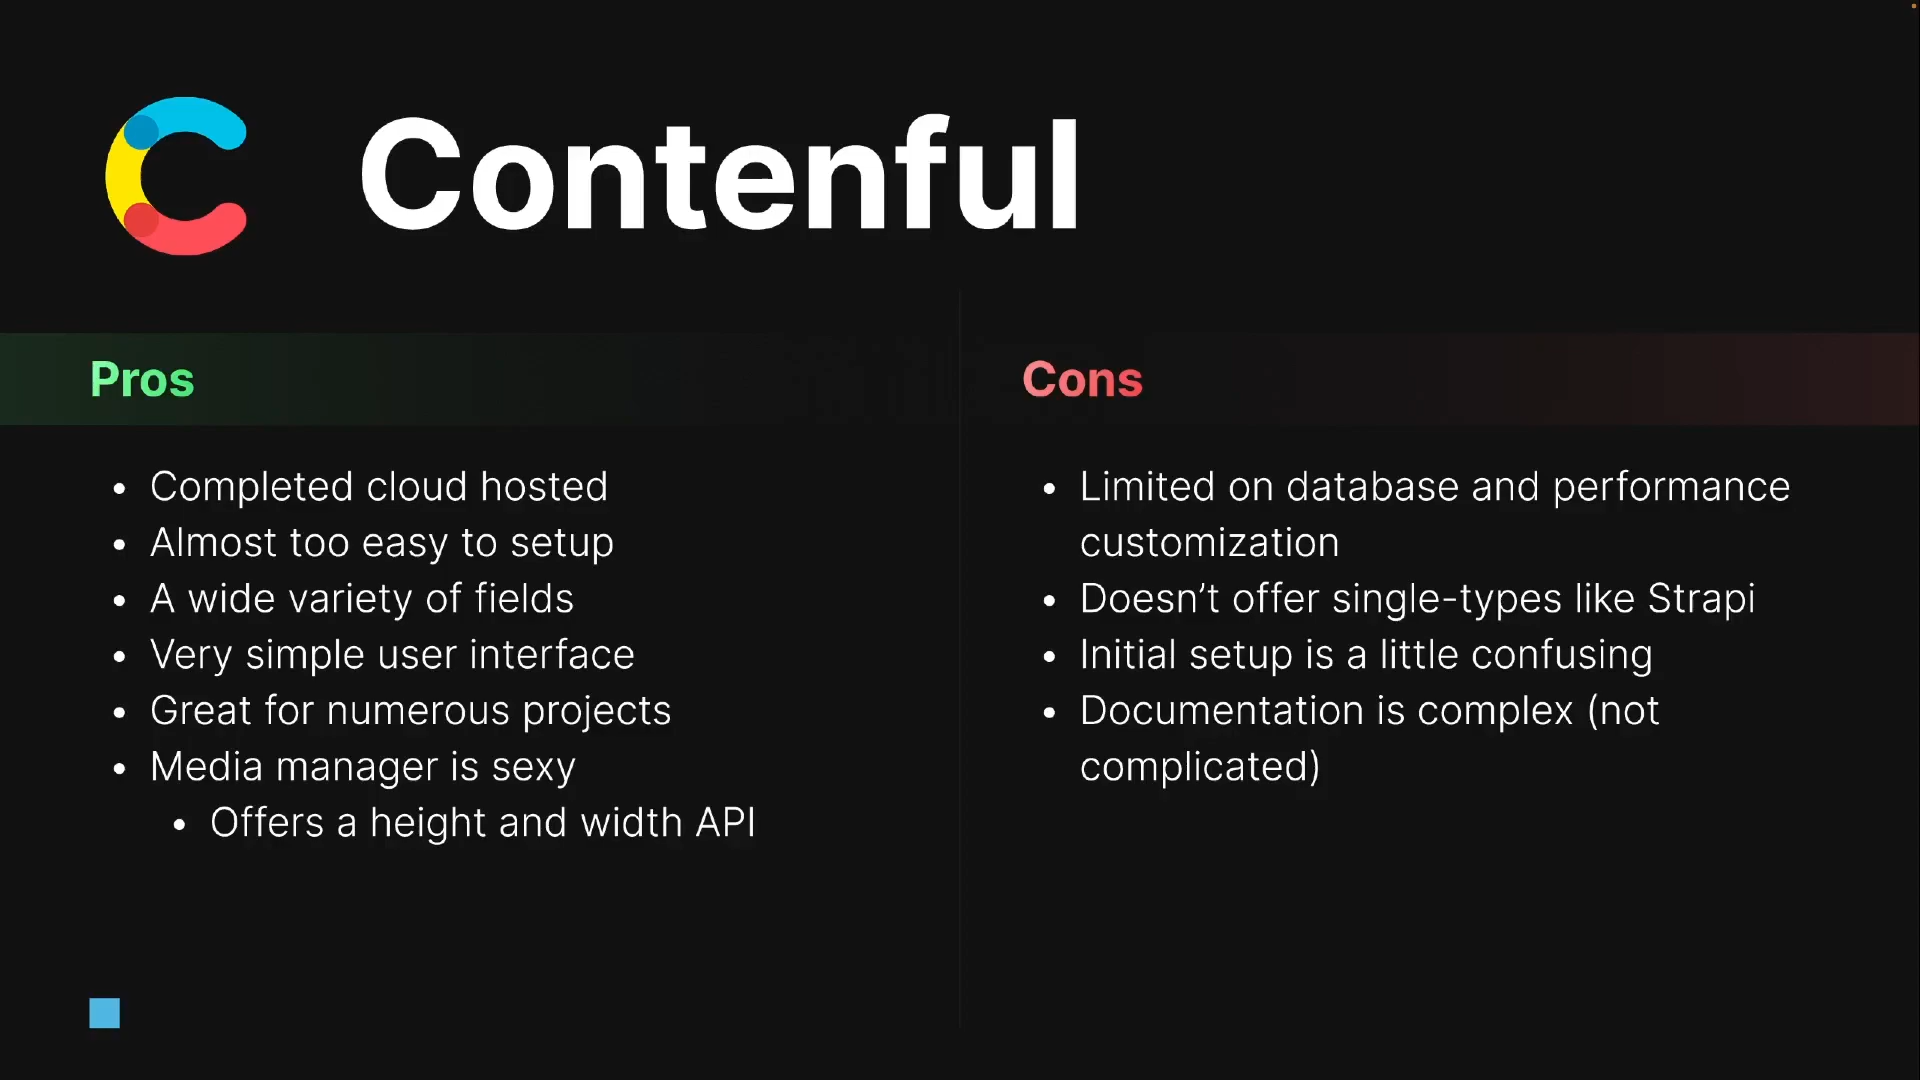 Contenful
Pros
• Completed cloud hosted
• Almost too easy to setup
• A wide variety of fields
• Very simple user interface
• Great for numerous projects
• Media manager is sexy
• Offers a height and width API
Cons
• Limited on database and performance
customization
• Doesn’t offer single-types like Strapi
• Initial setup is a little confusing
• Documentation is complex (not
complicated)